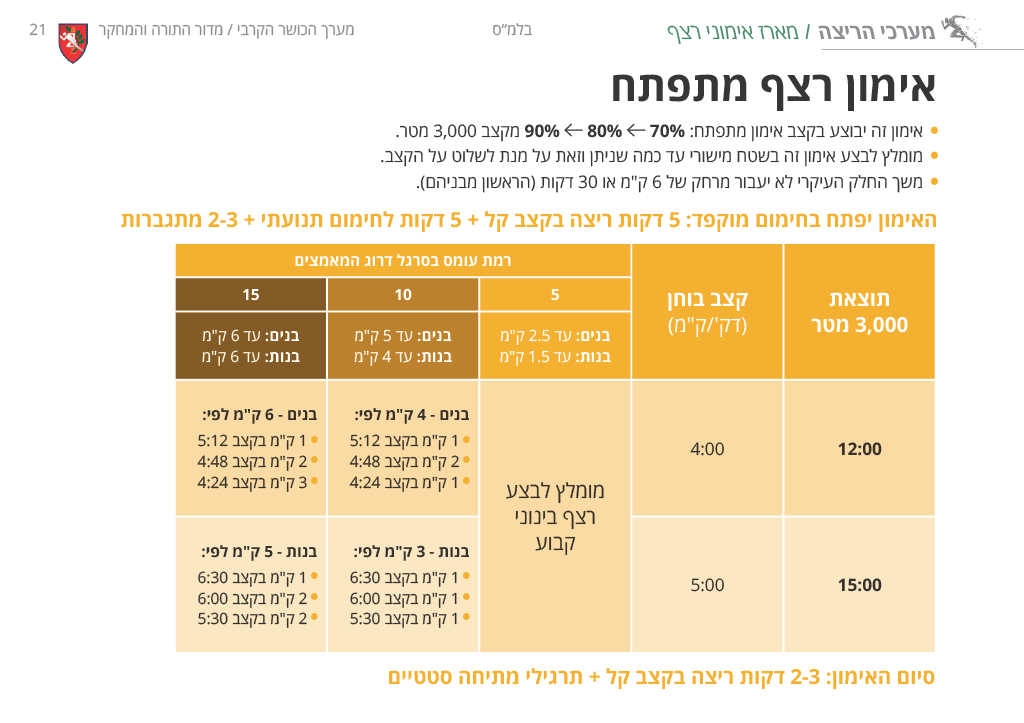 מערכי הריצה / מארז אימוני רצף
בלמ"ס
מערך הכושר הקרבי / מדור התורה והמחקר
21
אימון רצף מתפתח
• אימון זה יבוצע בקצב אימון מתפתח: 70% ← 80% ← 90% מקצב 3,000 מטר.
• מומלץ לבצע אימון זה בשטח מישורי עד כמה שניתן וזאת על מנת לשלוט על הקצב.
• משך החלק העיקרי לא יעבור מרחק של 6 ק"מ או 30 דקות (הראשון מבניהם).
האימון יפתח בחימום מוקפד: 5 דקות ריצה בקצב קל + 5 דקות לחימום תנועתי + 2-3 מתגברות
תוצאת
3,000 מטר
קצב בוחן
(דק'/ק"מ)
רמת עומס בסרגל דרוג המאמצים
5
10
15
בנים: עד 2.5 ק"מ
בנות: עד 1.5 ק"מ
בנים: עד 5 ק"מ
בנות: עד 4 ק"מ
בנים: עד 6 ק"מ
בנות: עד 6 ק"מ
12:00
4:00
מומלץ לבצע
רצף בינוני
קבוע
בנים - 4 ק"מ לפי:
• 1 ק"מ בקצב 5:12
• 2 ק"מ בקצב 4:48
• 1 ק"מ בקצב 4:24
בנים - 6 ק"מ לפי:
• 1 ק"מ בקצב 5:12
• 2 ק"מ בקצב 4:48
• 3 ק"מ בקצב 4:24
15:00
5:00
בנות - 3 ק"מ לפי:
• 1 ק"מ בקצב 6:30
• 1 ק"מ בקצב 6:00
• 1 ק"מ בקצב 5:30
בנות - 5 ק"מ לפי:
• 1 ק"מ בקצב 6:30
• 2 ק"מ בקצב 6:00
• 2 ק"מ בקצב 5:30
סיום האימון: 2-3 דקות ריצה בקצב קל + תרגילי מתיחה סטטיים